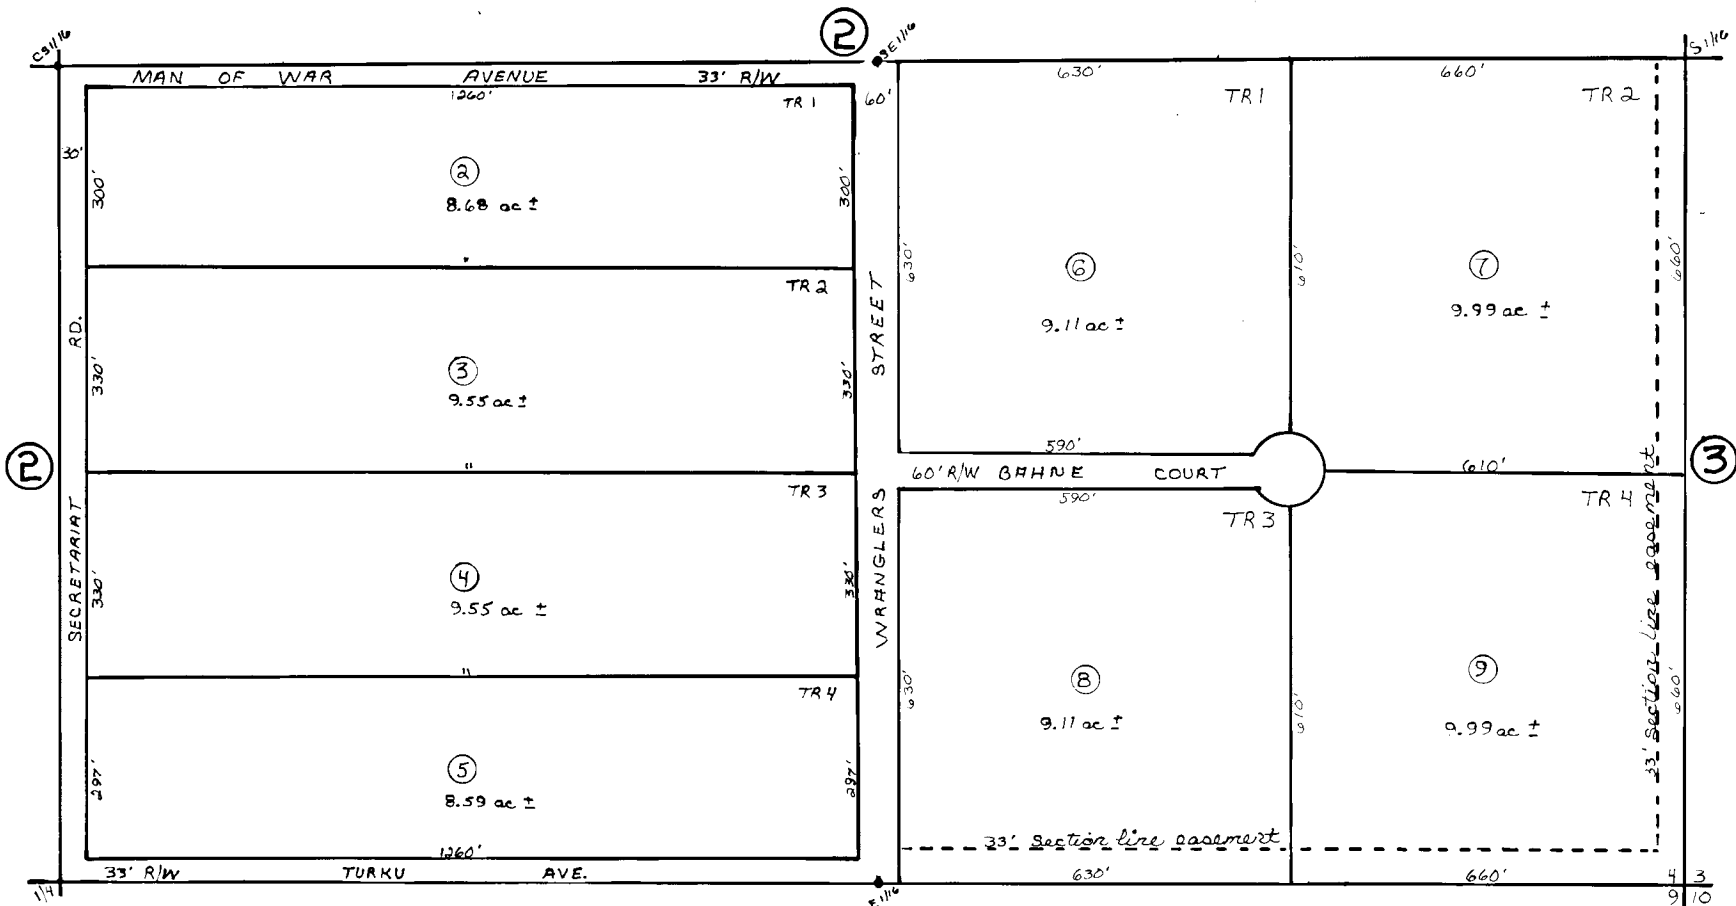 2
CS 1/16
SE 1/16
S 1/16
MAN OF WAR AVENUE 33' R/W
630'
660'
1260'
TR 1
60'
TR 1
TR 2
30'
300'
2
8.68 ac ±
300'
630'
6
9.11 ac ±
610'
7
9.99 ac ±
660'
TR 2
RD.
330'
3
9.55 ac ±
330'
STREET
590'
2
"
60' R/W BAHNE COURT
610'
3
TR 3
590'
TR 3
TR 4
SECRETARIAT
330'
4
9.55 ac ±
330'
WRANGLERS
33' Section line easement
"
TR 4
630'
8
9.11 ac ±
610'
9
9.99 ac ±
660'
297'
5
8.59 ac ±
297'
33' Section line easement
1260'
33' R/W TURKU AVE.
630'
660'
4 3
1/4
E 1/16
9 10